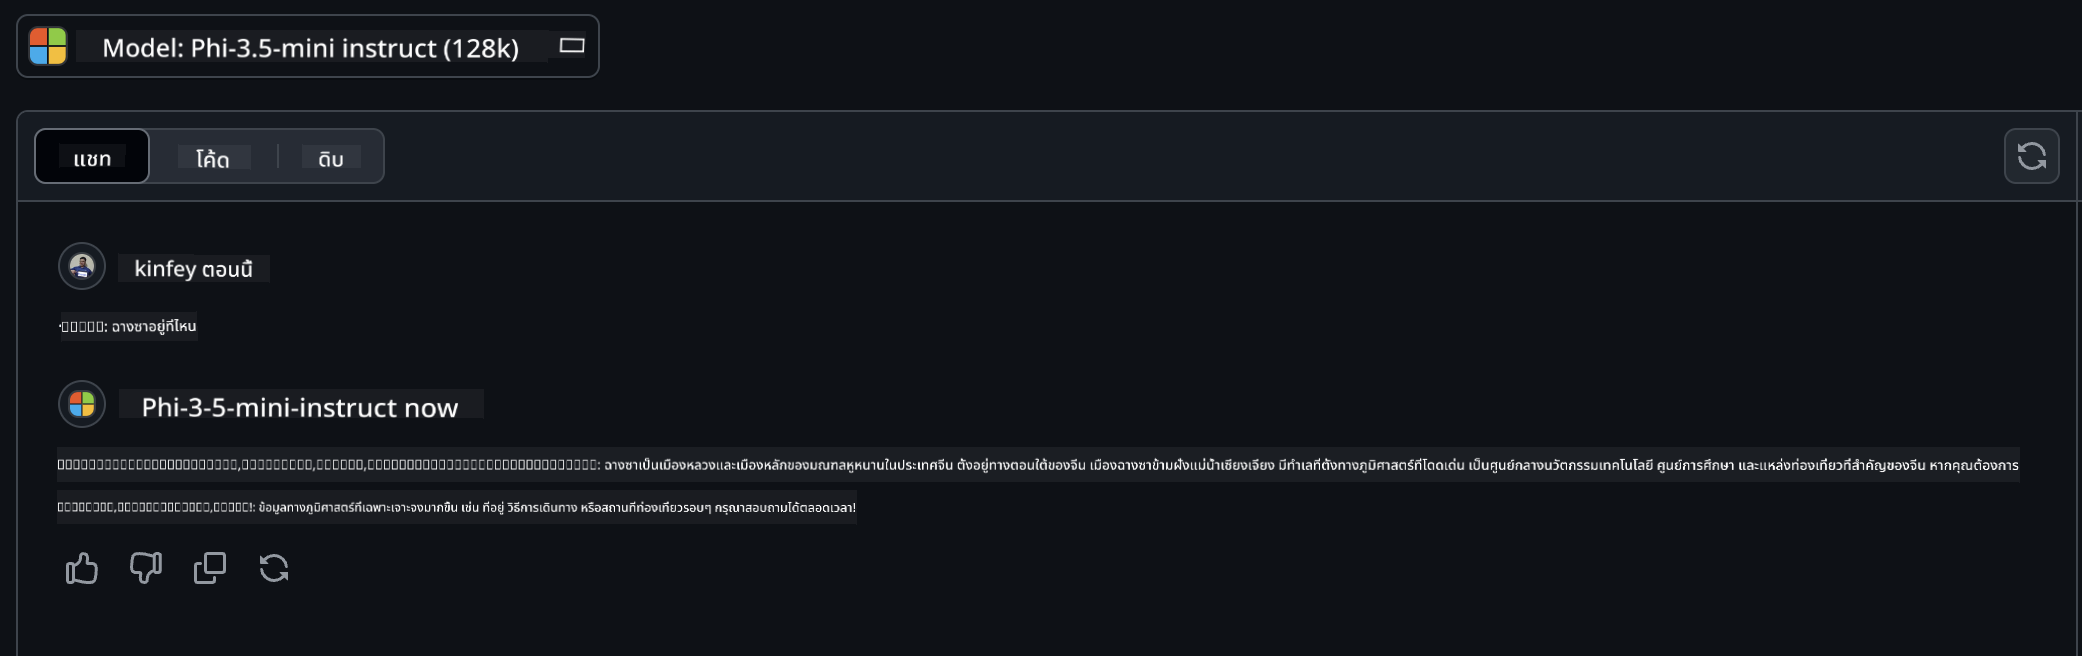 Model: Phi-3.5-mini instruct (128k)
แชท
โค้ด
ดิบ
kinfey ตอนนี้
: ฉางชาอยู่ที่ไหน
Phi-3-5-mini-instruct now
: ฉางชาเป็นเมืองหลวงและเมืองหลักของมณฑลหูหนานในประเทศจีน ตั้งอยู่ทางตอนใต้ของจีน เมืองฉางชาข้ามฝั่งแม่น้ำเซียงเจียง มีทำเลที่ตั้งทางภูมิศาสตร์ที่โดดเด่น เป็นศูนย์กลางนวัตกรรมเทคโนโลยี ศูนย์การศึกษา และแหล่งท่องเที่ยวที่สำคัญของจีน หากคุณต้องการ
!: ข้อมูลทางภูมิศาสตร์ที่เฉพาะเจาะจงมากขึ้น เช่น ที่อยู่ วิธีการเดินทาง หรือสถานที่ท่องเที่ยวรอบๆ กรุณาสอบถามได้ตลอดเวลา!